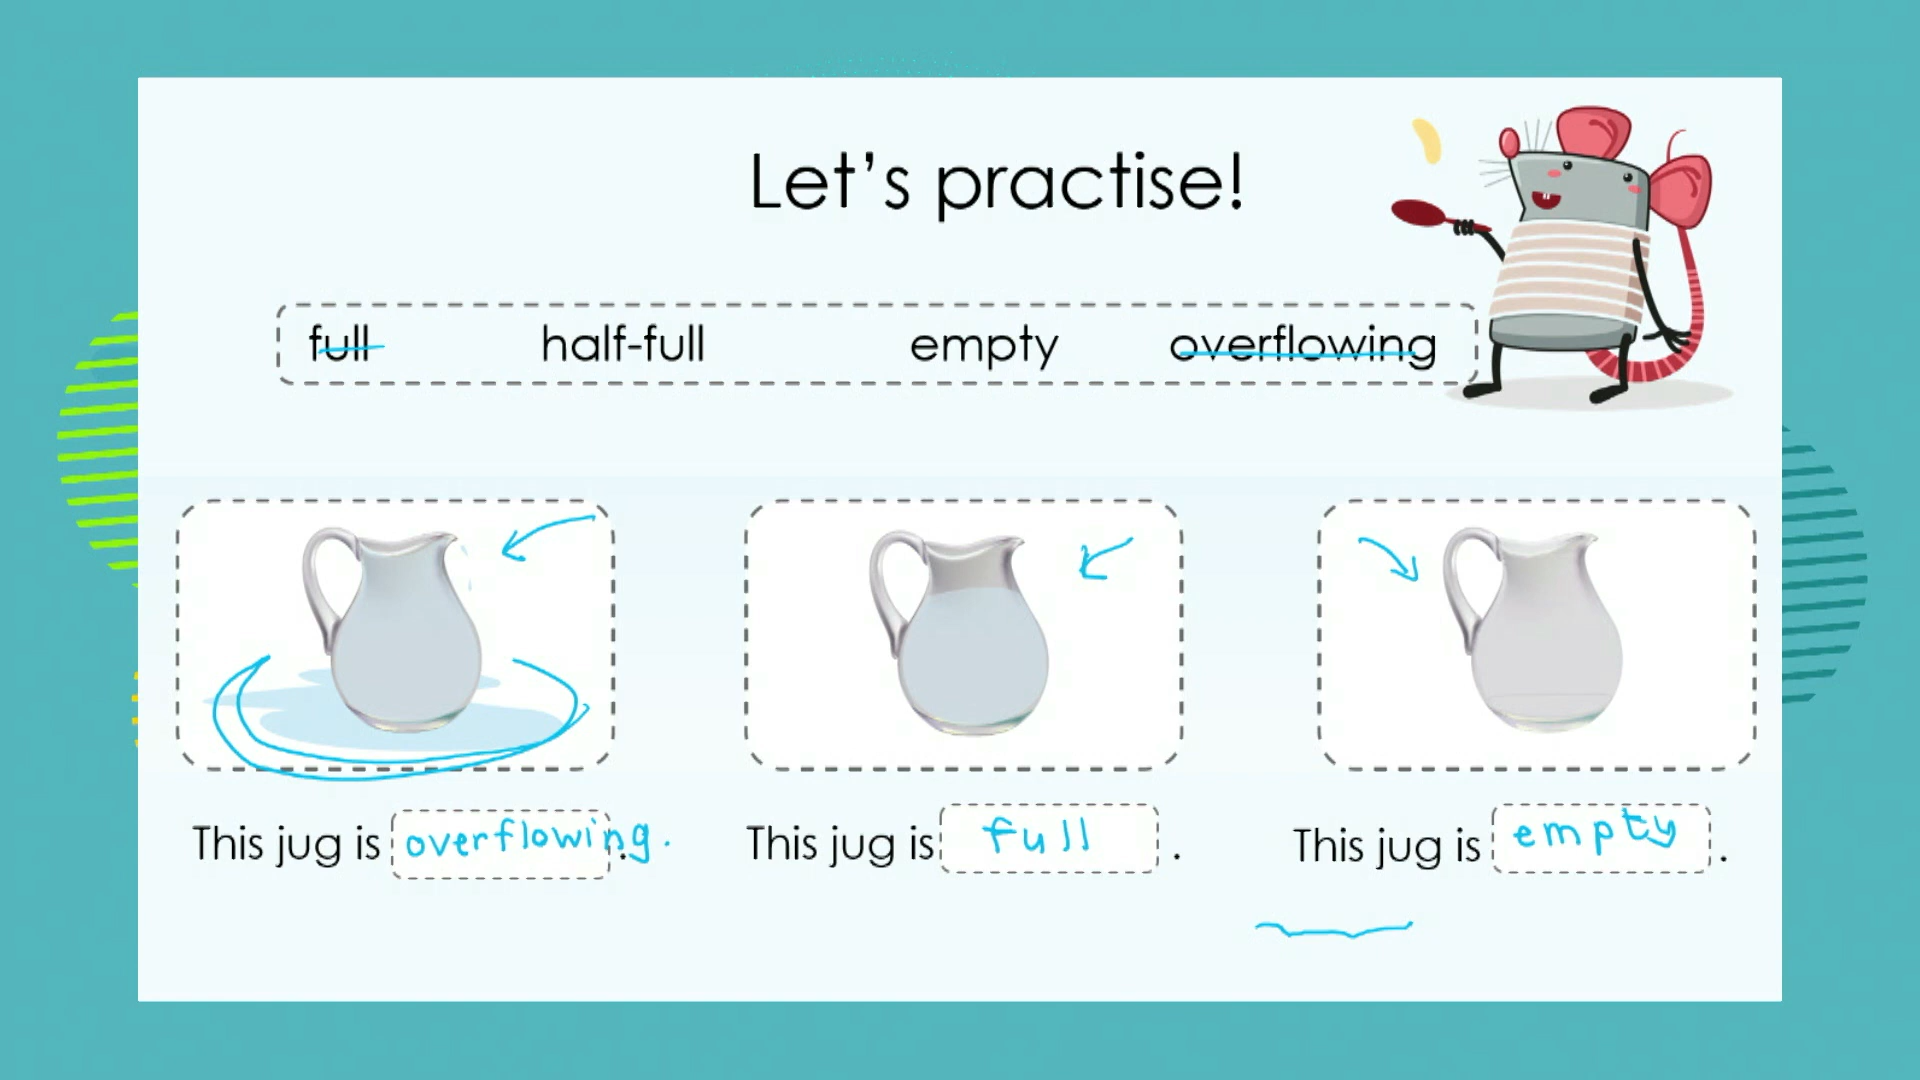 Let's practise!
full half-full empty overflowing
This jug is overflowing. .
This jug is full .
This jug is empty .